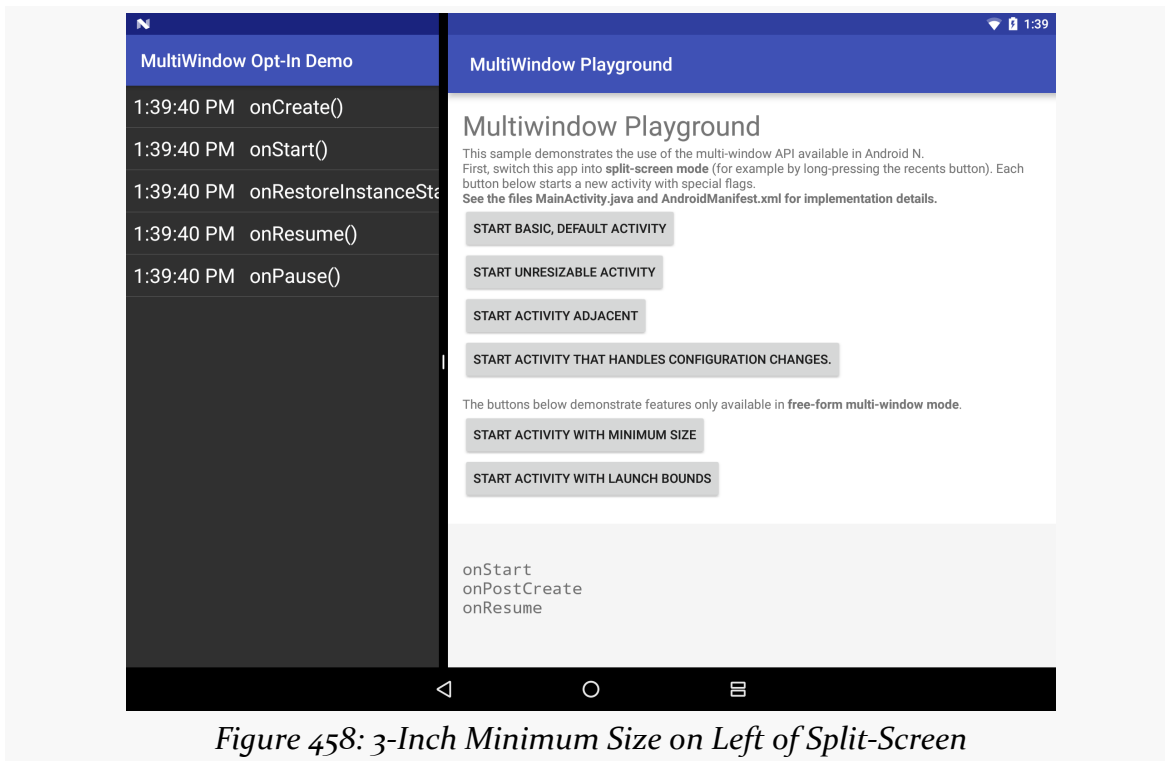 MultiWindow Opt-In Demo
1:39:40 PM onCreate()
1:39:40 PM onStart()
1:39:40 PM onRestoreInstanceSta
1:39:40 PM onResume()
1:39:40 PM onPause()
1:39
MultiWindow Playground
Multiwindow Playground
This sample demonstrates the use of the multi-window API available in Android N.
First, switch this app into split-screen mode (for example by long-pressing the recents button). Each
button below starts a new activity with special flags.
See the files MainActivity.java and AndroidManifest.xml for implementation details.
START BASIC, DEFAULT ACTIVITY
START UNRESIZABLE ACTIVITY
START ACTIVITY ADJACENT
START ACTIVITY THAT HANDLES CONFIGURATION CHANGES.
The buttons below demonstrate features only available in free-form multi-window mode.
START ACTIVITY WITH MINIMUM SIZE
START ACTIVITY WITH LAUNCH BOUNDS
onStart
onPostCreate
onResume
Figure 458: 3-Inch Minimum Size on Left of Split-Screen